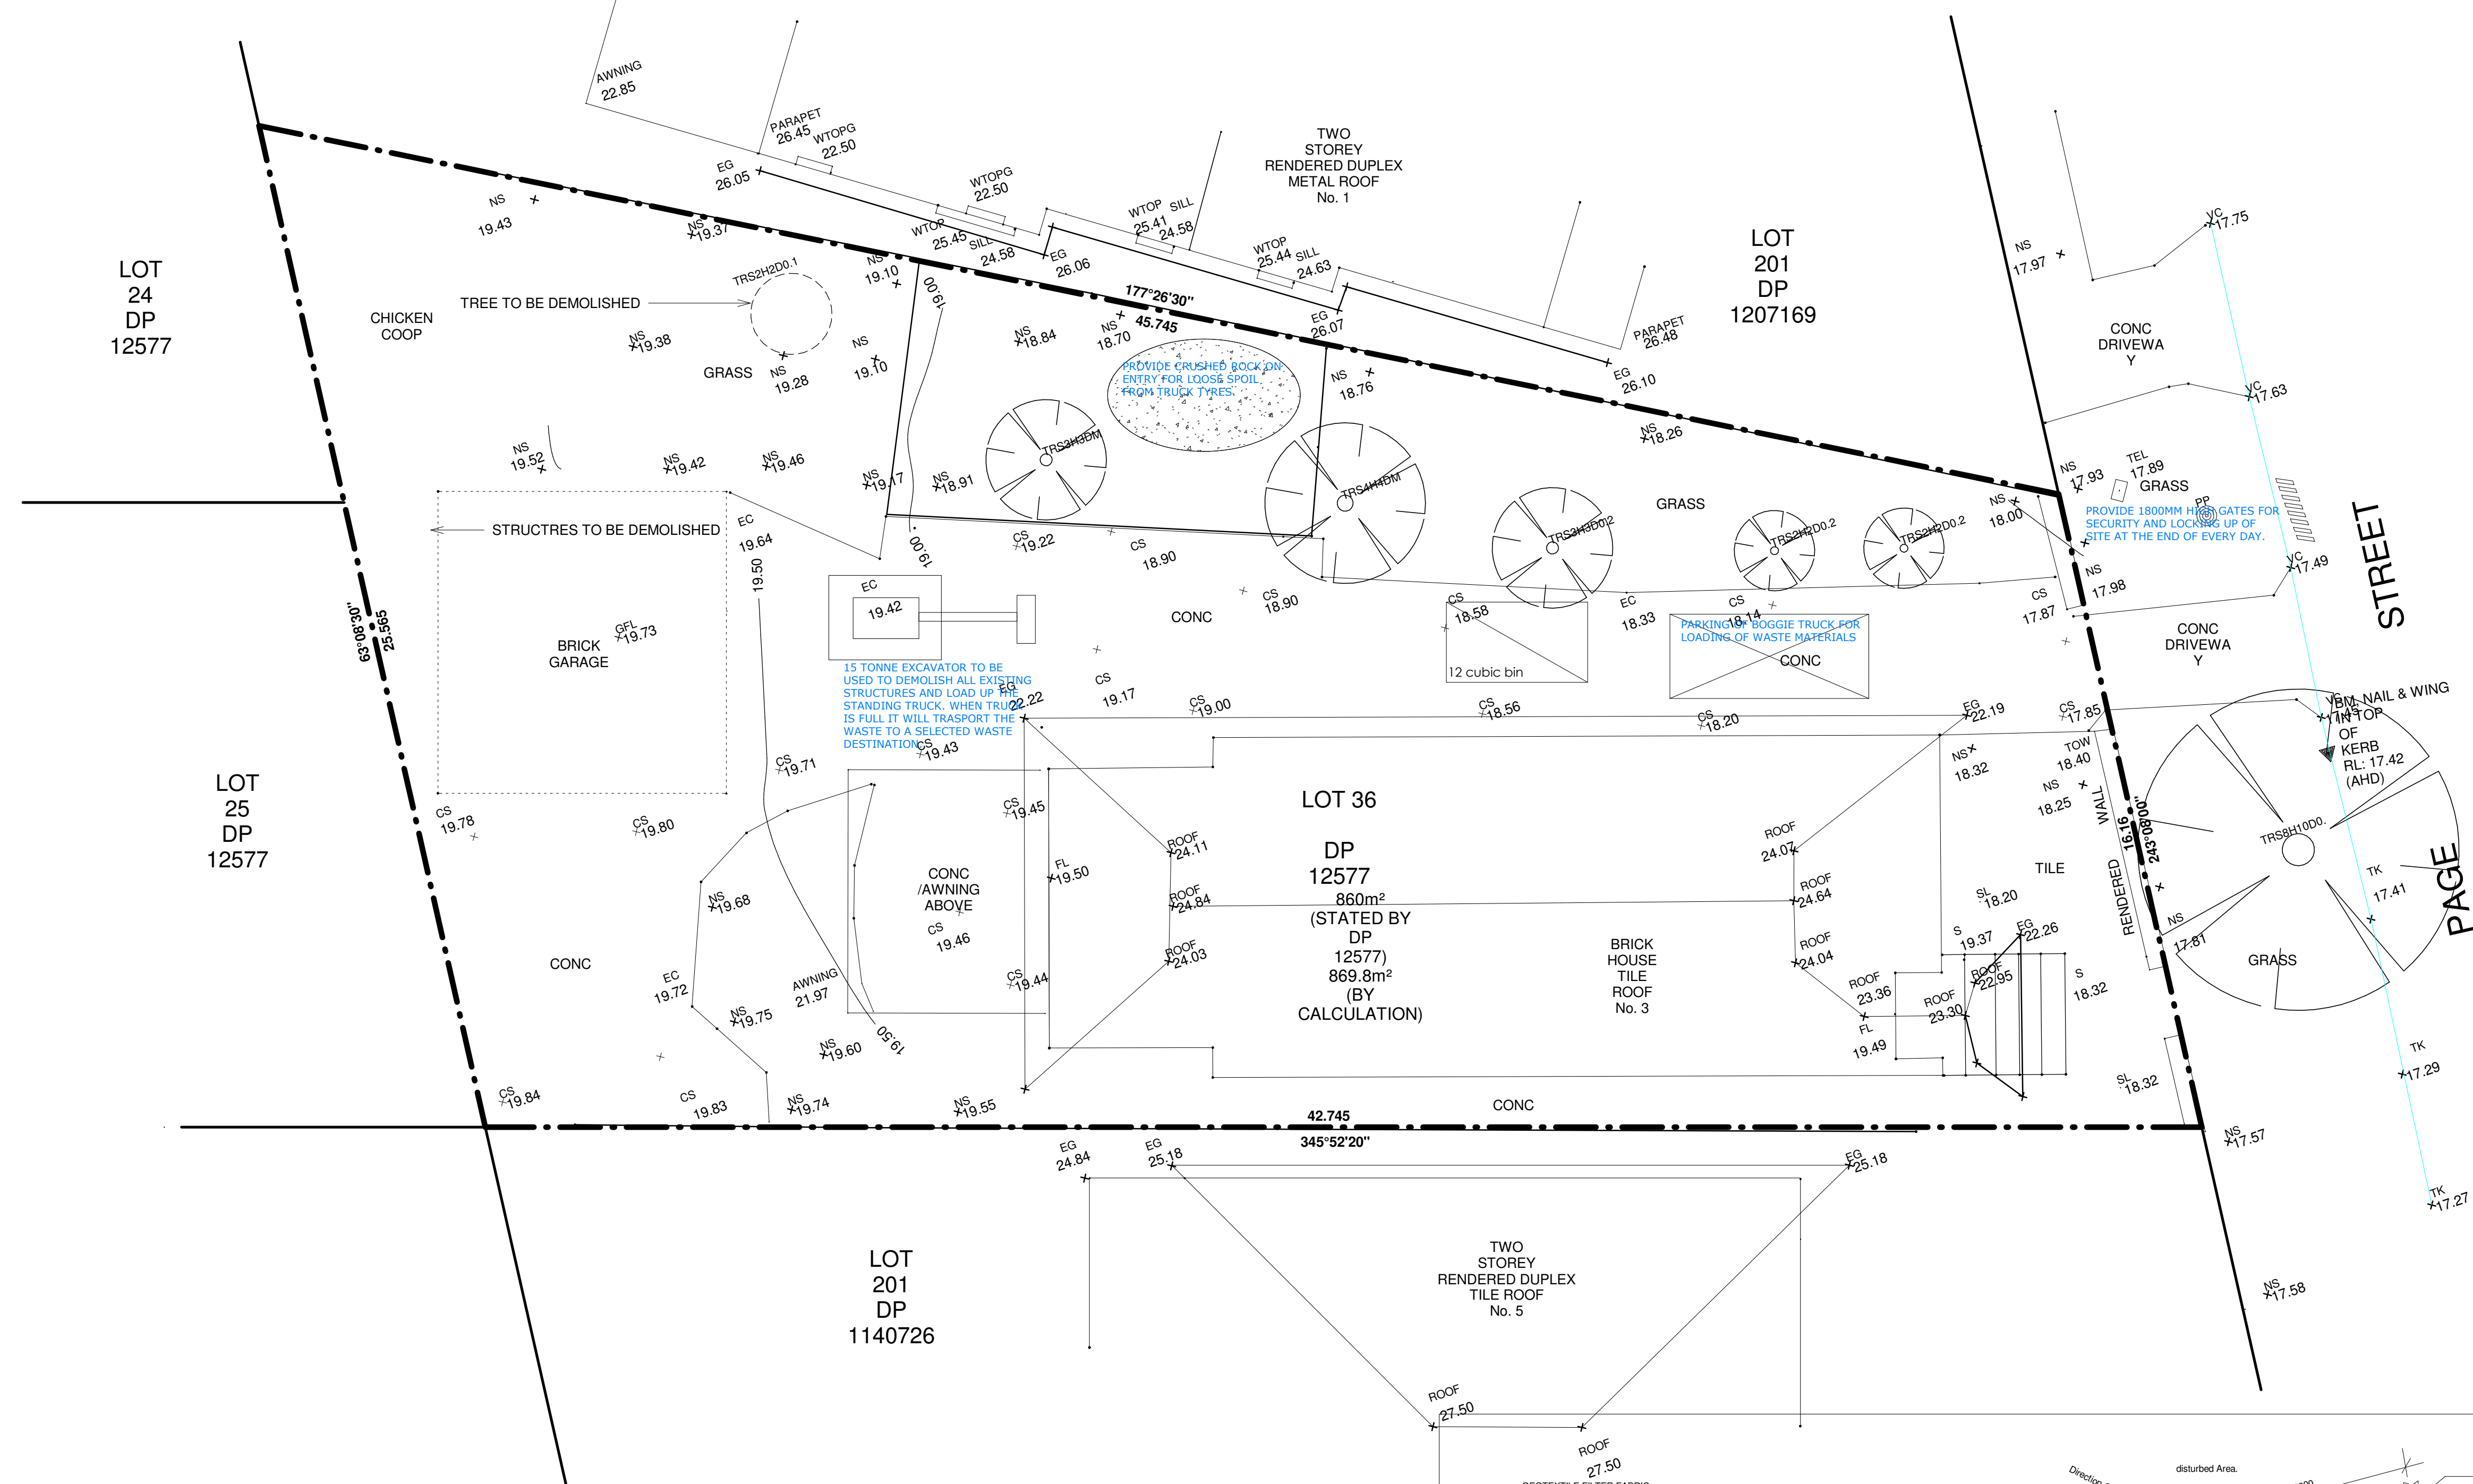 AWNING
22.85
PARAPET
26.45
WTOPG
22.50
EG
26.05
WTOPG
22.50
WTOP
25.45
SILL
24.58
EG
26.06
WTOP
25.41
SILL
24.58
WTOP
25.44
SILL
24.63
EG
26.07
PARAPET
26.48
EG
26.10
TWO
STOREY
RENDERED DUPLEX
METAL ROOF
No. 1
LOT
201
DP
1207169
NS
17.97
VC
17.75
CONC
DRIVEWA
Y
VC
17.63
LOT
24
DP
12577
NS
19.43
NS
19.37
CHICKEN
COOP
TREE TO BE DEMOLISHED
TRS2H2D0.1
NS
19.10
19.00
177°26'30"
45.745
NS
19.38
GRASS
NS
19.28
NS
19.10
NS
18.84
NS
18.70
PROVIDE CRUSHED ROCK ON
ENTRY FOR LOOSE SPOIL
FROM TRUCK TYRES.
NS
18.76
NS
18.26
NS
19.52
NS
19.42
NS
19.46
NS
19.17
NS
18.91
TRS3H3DM
TRS4H4DM
TRS3H3D0.2
TRS2H2D0.2
TRS2H2D0.2
GRASS
NS
18.00
NS
17.93
TEL
17.89
GRASS
PP
PROVIDE 1800MM HIGH GATES FOR
SECURITY AND LOCKING UP OF
SITE AT THE END OF EVERY DAY.
VC
17.49
STREET
STRUCTRES TO BE DEMOLISHED
EC
19.64
19.50
19.00
CS
19.22
CS
18.90
CS
18.90
EC
19.42
CONC
CS
18.58
12 cubic bin
EC
18.33
CS
18.14
PARKING OF BOGGIE TRUCK FOR
LOADING OF WASTE MATERIALS
CONC
CS
17.87
NS
17.98
CONC
DRIVEWA
Y
63°08'30"
25.565
BRICK
GARAGE
GFL
19.73
15 TONNE EXCAVATOR TO BE
USED TO DEMOLISH ALL EXISTING
STRUCTURES AND LOAD UP THE
STANDING TRUCK. WHEN TRUCK
IS FULL IT WILL TRASPORT THE
WASTE TO A SELECTED WASTE
DESTINATION.
EG
22.22
CS
19.17
CS
19.00
CS
18.56
CS
18.20
EG
22.19
CS
17.85
VC
17.45
BM: NAIL & WING
IN TOP
OF
KERB
RL: 17.42
(AHD)
CS
19.43
CS
19.71
NS
18.32
TOW
18.40
NS
18.25
LOT
25
DP
12577
CS
19.78
CS
19.80
CS
19.45
FL
19.50
ROOF
24.11
LOT 36
DP
12577
860m²
(STATED BY
DP
12577)
869.8m²
(BY
CALCULATION)
ROOF
24.07
ROOF
24.64
ROOF
24.84
ROOF
24.03
ROOF
24.04
TILE
RENDERED WALL
16.16
243°08'00"
TRS8H10D0.
TK
17.41
PAGE
CONC
/AWNING
ABOVE
CS
19.46
CS
19.44
NS
19.68
CONC
EC
19.72
AWNING
21.97
NS
19.75
NS
19.60
19.50
BRICK
HOUSE
TILE
ROOF
No. 3
SL
18.20
S
19.37
EG
22.26
ROOF
23.36
ROOF
22.95
ROOF
23.30
FL
19.49
S
18.32
NS
17.81
GRASS
TK
17.29
SL
18.32
CS
19.84
CS
19.83
NS
19.74
NS
19.55
CONC
42.745
345°52'20"
NS
17.57
TK
17.27
EG
24.84
EG
25.18
EG
25.18
LOT
201
DP
1140726
TWO
STOREY
RENDERED DUPLEX
TILE ROOF
No. 5
NS
17.58
ROOF
27.50
ROOF
27.50
disturbed Area.
Direction